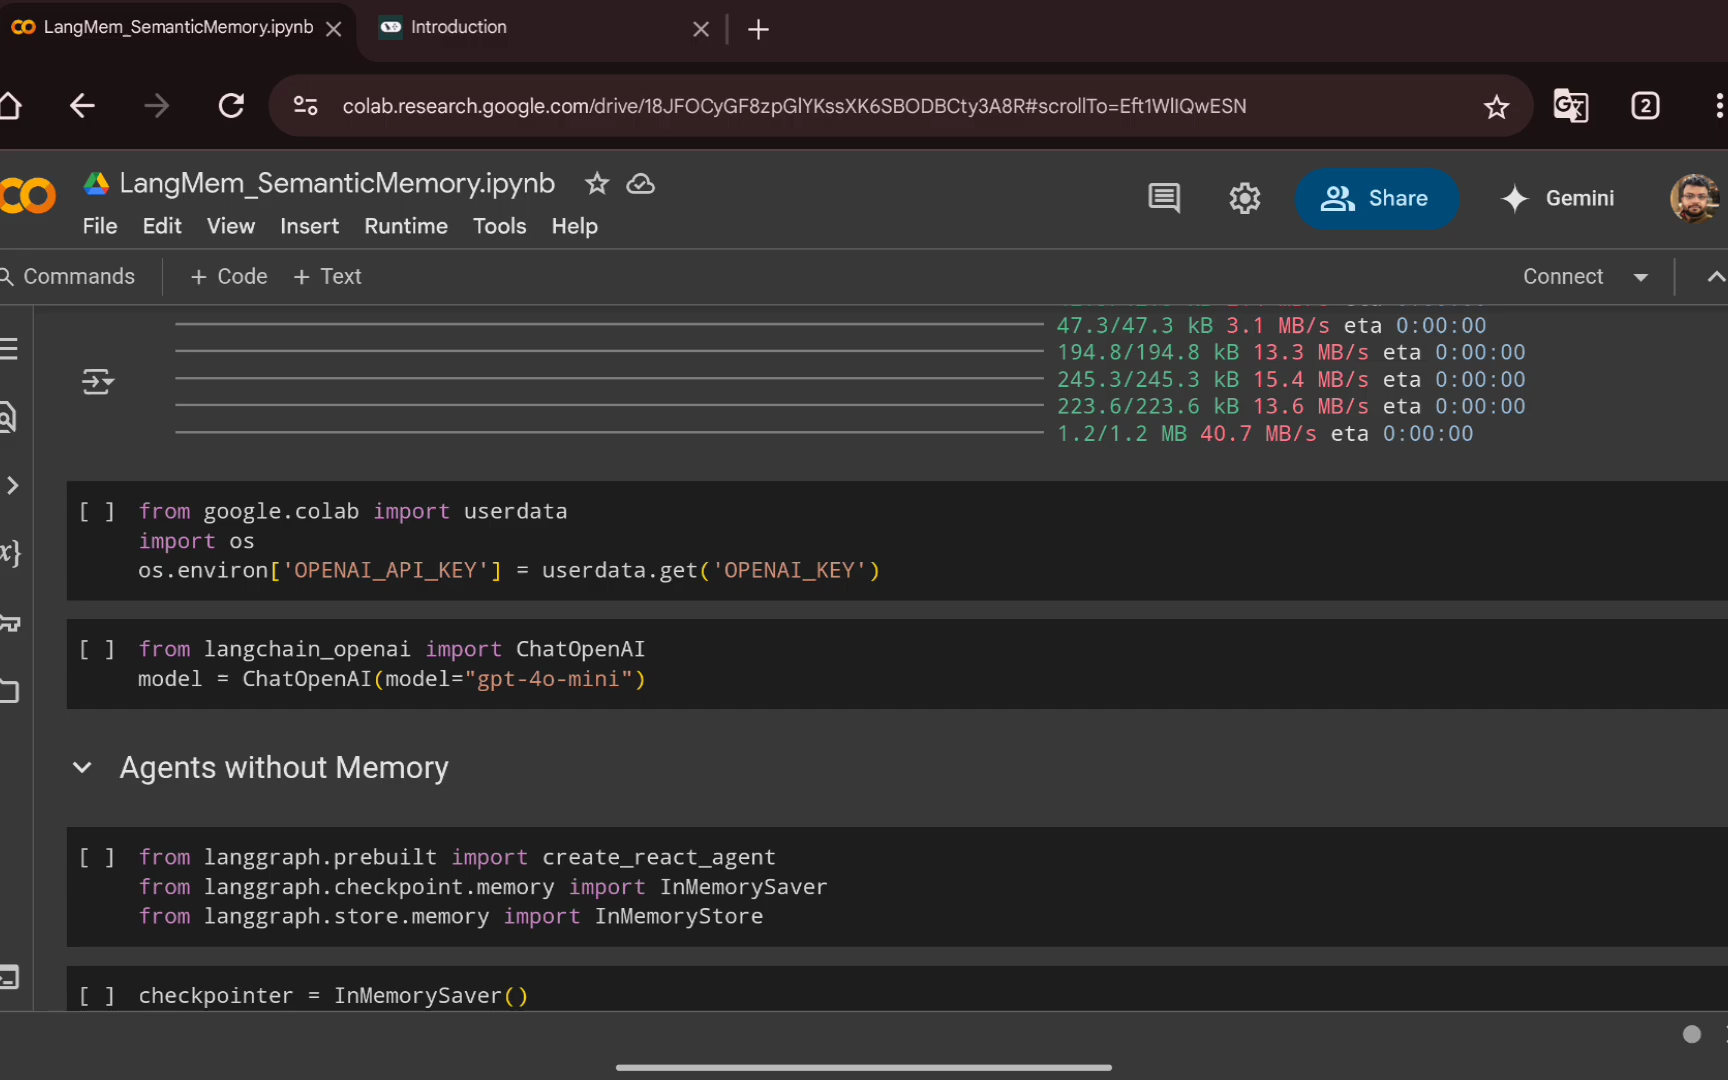 LangMem_SemanticMemory.ipynb
Introduction
colab.research.google.com/drive/18JFOCyGF8zpGlYKssXK6SBODBCty3A8R#scrollTo=Eft1WlIQwESN
2
LangMem_SemanticMemory.ipynb
File Edit View Insert Runtime Tools Help
Share
Gemini
Commands + Code + Text
Connect
47.3/47.3 kB 3.1 MB/s eta 0:00:00
194.8/194.8 kB 13.3 MB/s eta 0:00:00
245.3/245.3 kB 15.4 MB/s eta 0:00:00
223.6/223.6 kB 13.6 MB/s eta 0:00:00
1.2/1.2 MB 40.7 MB/s eta 0:00:00
[ ] from google.colab import userdata
import os
os.environ['OPENAI_API_KEY'] = userdata.get('OPENAI_KEY')
[ ] from langchain_openai import ChatOpenAI
model = ChatOpenAI(model="gpt-4o-mini")
Agents without Memory
[ ] from langgraph.prebuilt import create_react_agent
from langgraph.checkpoint.memory import InMemorySaver
from langgraph.store.memory import InMemoryStore
[ ] checkpointer = InMemorySaver()